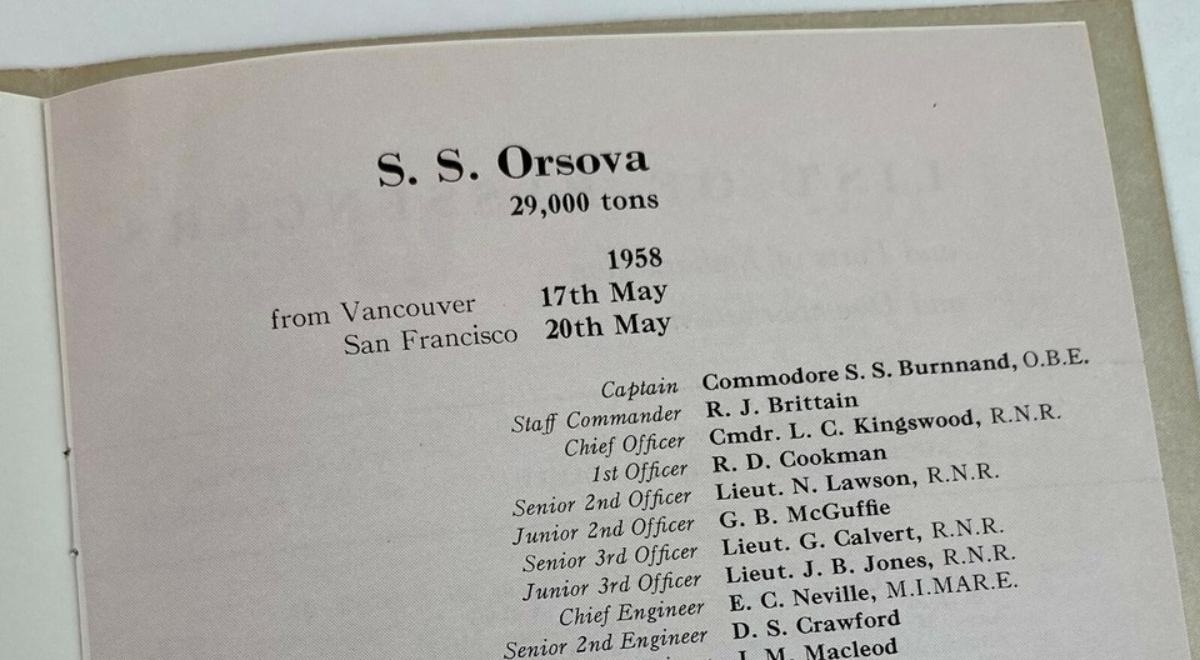 S. S. Orsova
29,000 tons
1958
from Vancouver 17th May
San Francisco 20th May
Captain Commodore S. S. Burnnand, O.B.E.
Staff Commander R. J. Brittain
Chief Officer Cmdr. L. C. Kingswood, R.N.R.
1st Officer R. D. Cookman
Senior 2nd Officer Lieut. N. Lawson, R.N.R.
Junior 2nd Officer G. B. McGuffie
Senior 3rd Officer Lieut. G. Calvert, R.N.R.
Junior 3rd Officer Lieut. J. B. Jones, R.N.R.
Chief Engineer E. C. Neville, M.I.MAR.E.
Senior 2nd Engineer D. S. Crawford
M. Macleod